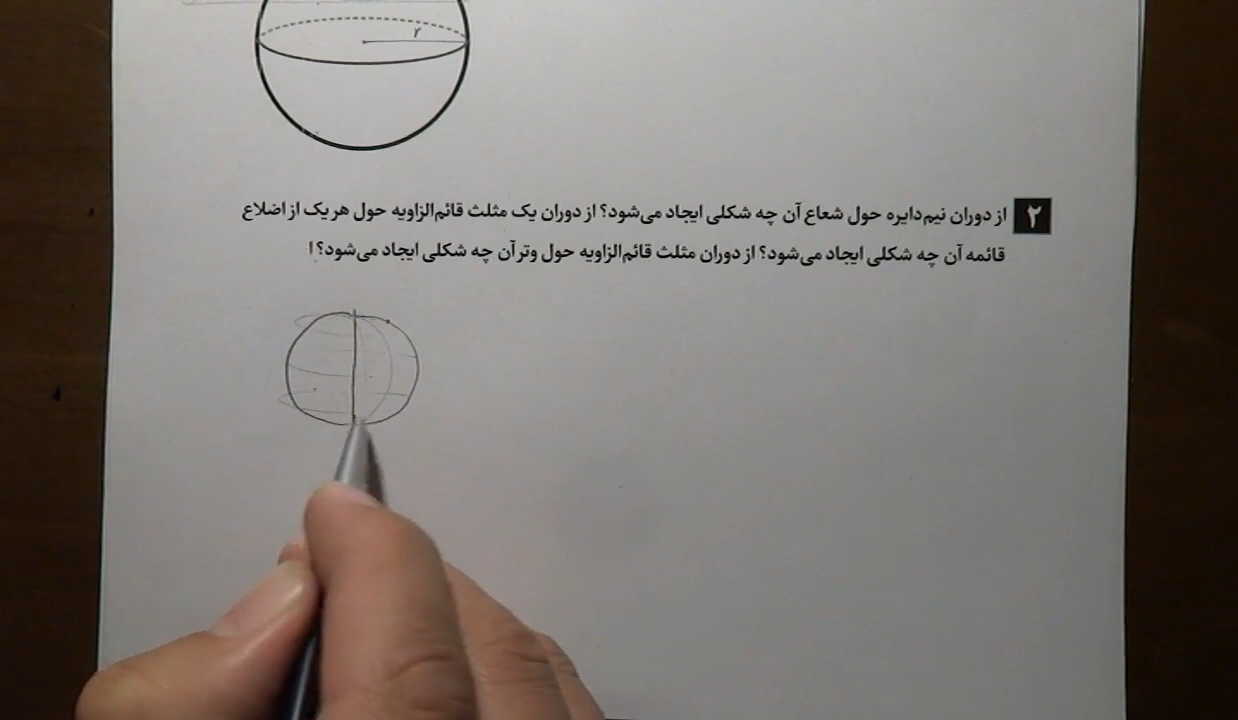 r
۲ از دوران نیم‌دایره حول شعاع آن چه شکلی ایجاد می‌شود؟ از دوران یک مثلث قائم‌الزاویه حول هر یک از اضلاع
قائمه آن چه شکلی ایجاد می‌شود؟ از دوران مثلث قائم‌الزاویه حول وتر آن چه شکلی ایجاد می‌شود؟!